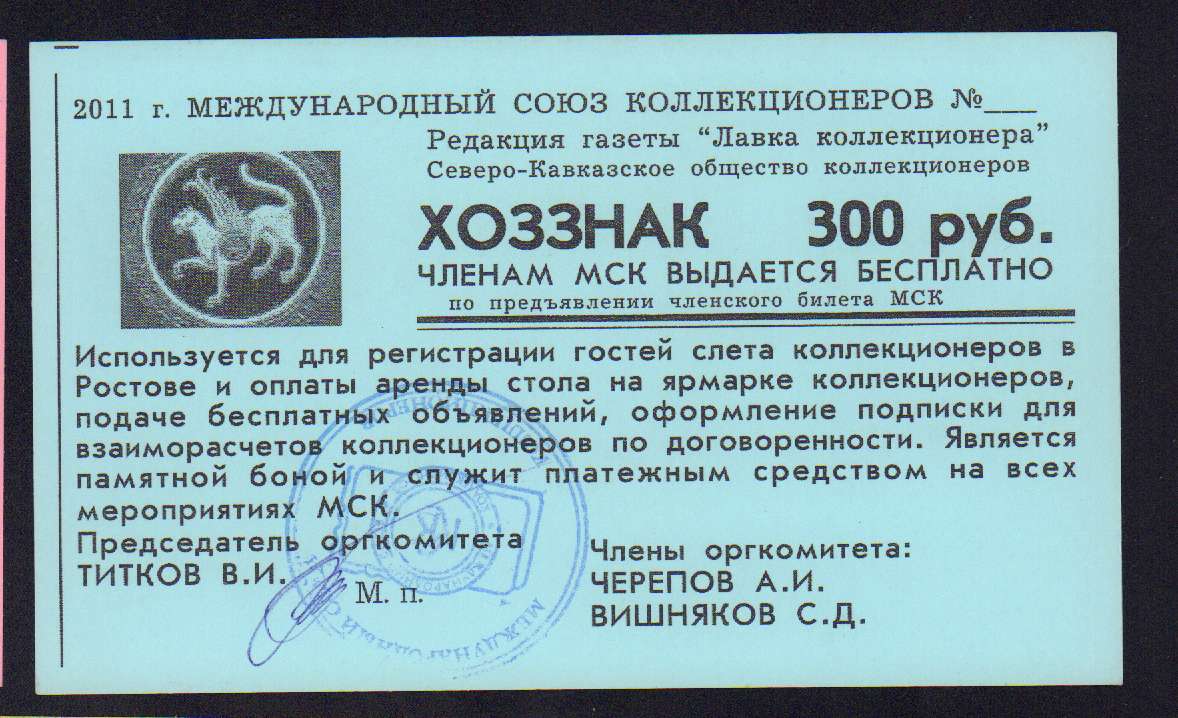 2011 г. МЕЖДУНАРОДНЫЙ СОЮЗ КОЛЛЕКЦИОНЕРОВ №___
Редакция газеты “Лавка коллекционера”
Северо-Кавказское общество коллекционеров
ХОЗЗНАК 300 руб.
ЧЛЕНАМ МСК ВЫДАЕТСЯ БЕСПЛАТНО
по предъявлении членского билета МСК
Используется для регистрации гостей слета коллекционеров в
Ростове и оплаты аренды стола на ярмарке коллекционеров,
подаче бесплатных объявлений, оформление подписки для
взаиморасчетов коллекционеров по договоренности. Является
памятной боной и служит платежным средством на всех
мероприятиях МСК.
Председатель оргкомитета
ТИТКОВ В.И.
М. п.
Члены оргкомитета:
ЧЕРЕПОВ А.И.
ВИШНЯКОВ С.Д.
МЕЖДУНАРОДНЫЙ